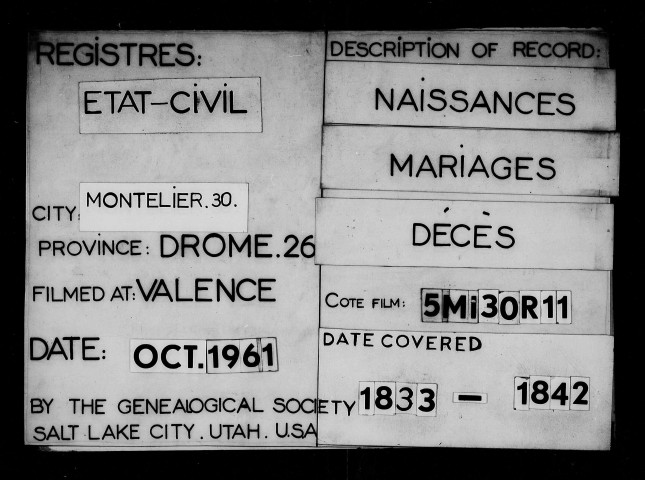 REGISTRES:
ETAT-CIVIL
CITY: MONTELIER.30.
PROVINCE: DROME.26
FILMED AT: VALENCE
DATE: OCT.1961
BY THE GENEALOGICAL SOCIETY
SALT LAKE CITY. UTAH. U.S.A
DESCRIPTION OF RECORD:
NAISSANCES
MARIAGES
DÉCÈS
COTE FILM: 5Mi30R11
DATE COVERED
1833 - 1842